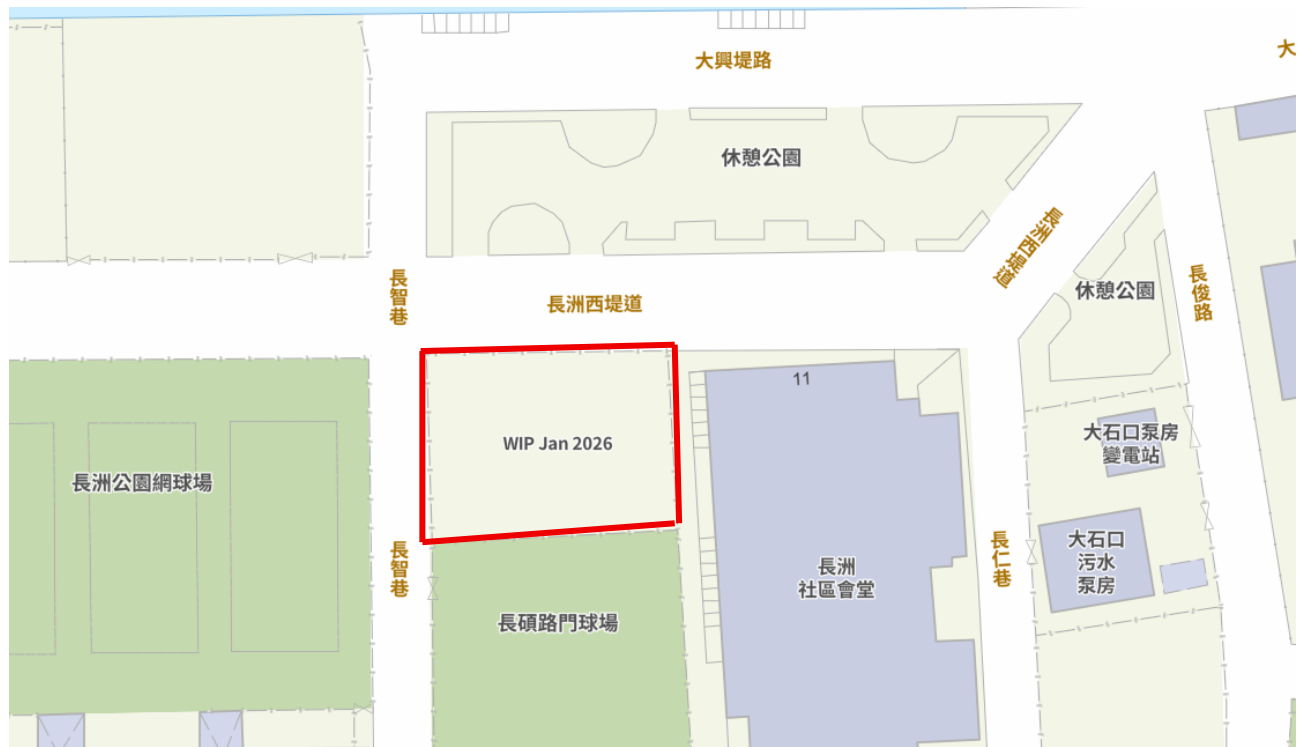 大興堤路
大
休憩公園
長洲西堤道
長智巷
長洲西堤道
休憩公園
長俊路
11
WIP Jan 2026
大石口泵房
變電站
長洲公園網球場
長智巷
長仁巷
大石口
污水
泵房
長洲
社區會堂
長碩路門球場